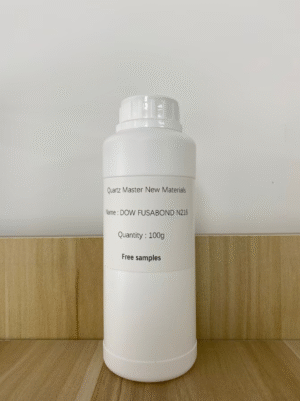 Quartz Master New Materials
Name : DOW FUSABOND N216
Quantity : 100g
Free samples